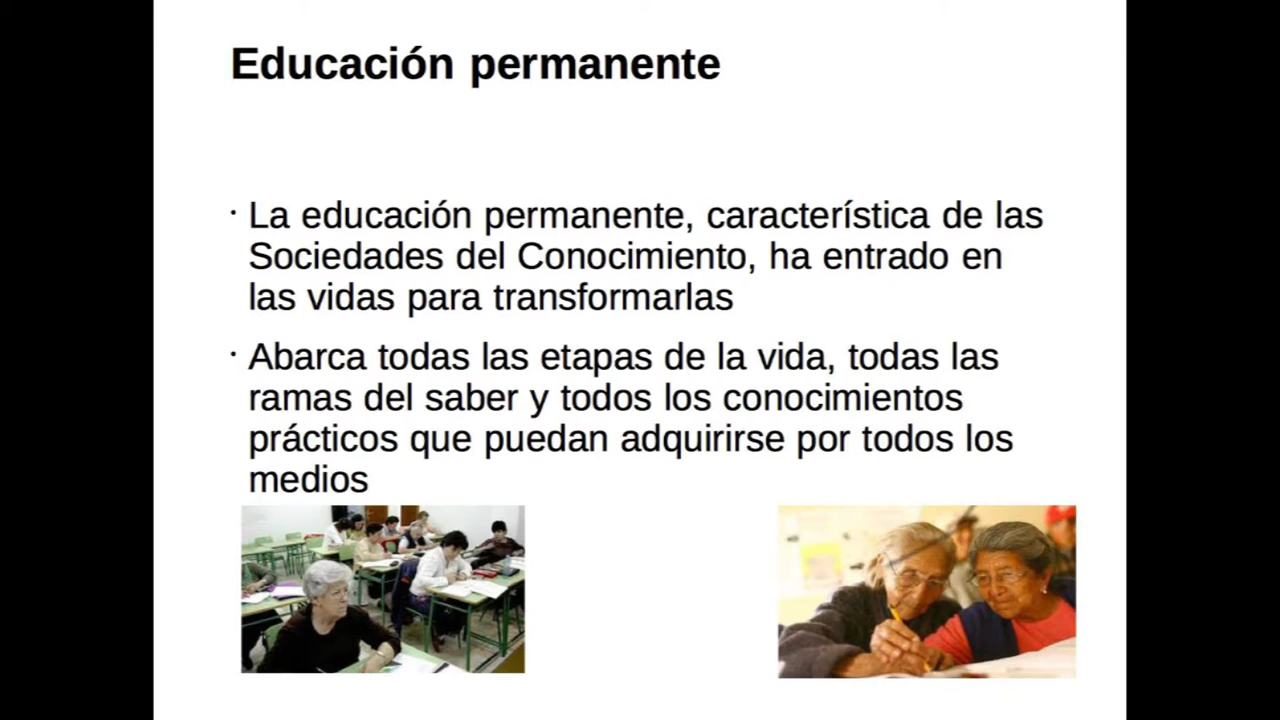 Educación permanente
· La educación permanente, característica de las
Sociedades del Conocimiento, ha entrado en
las vidas para transformarlas
· Abarca todas las etapas de la vida, todas las
ramas del saber y todos los conocimientos
prácticos que puedan adquirirse por todos los
medios